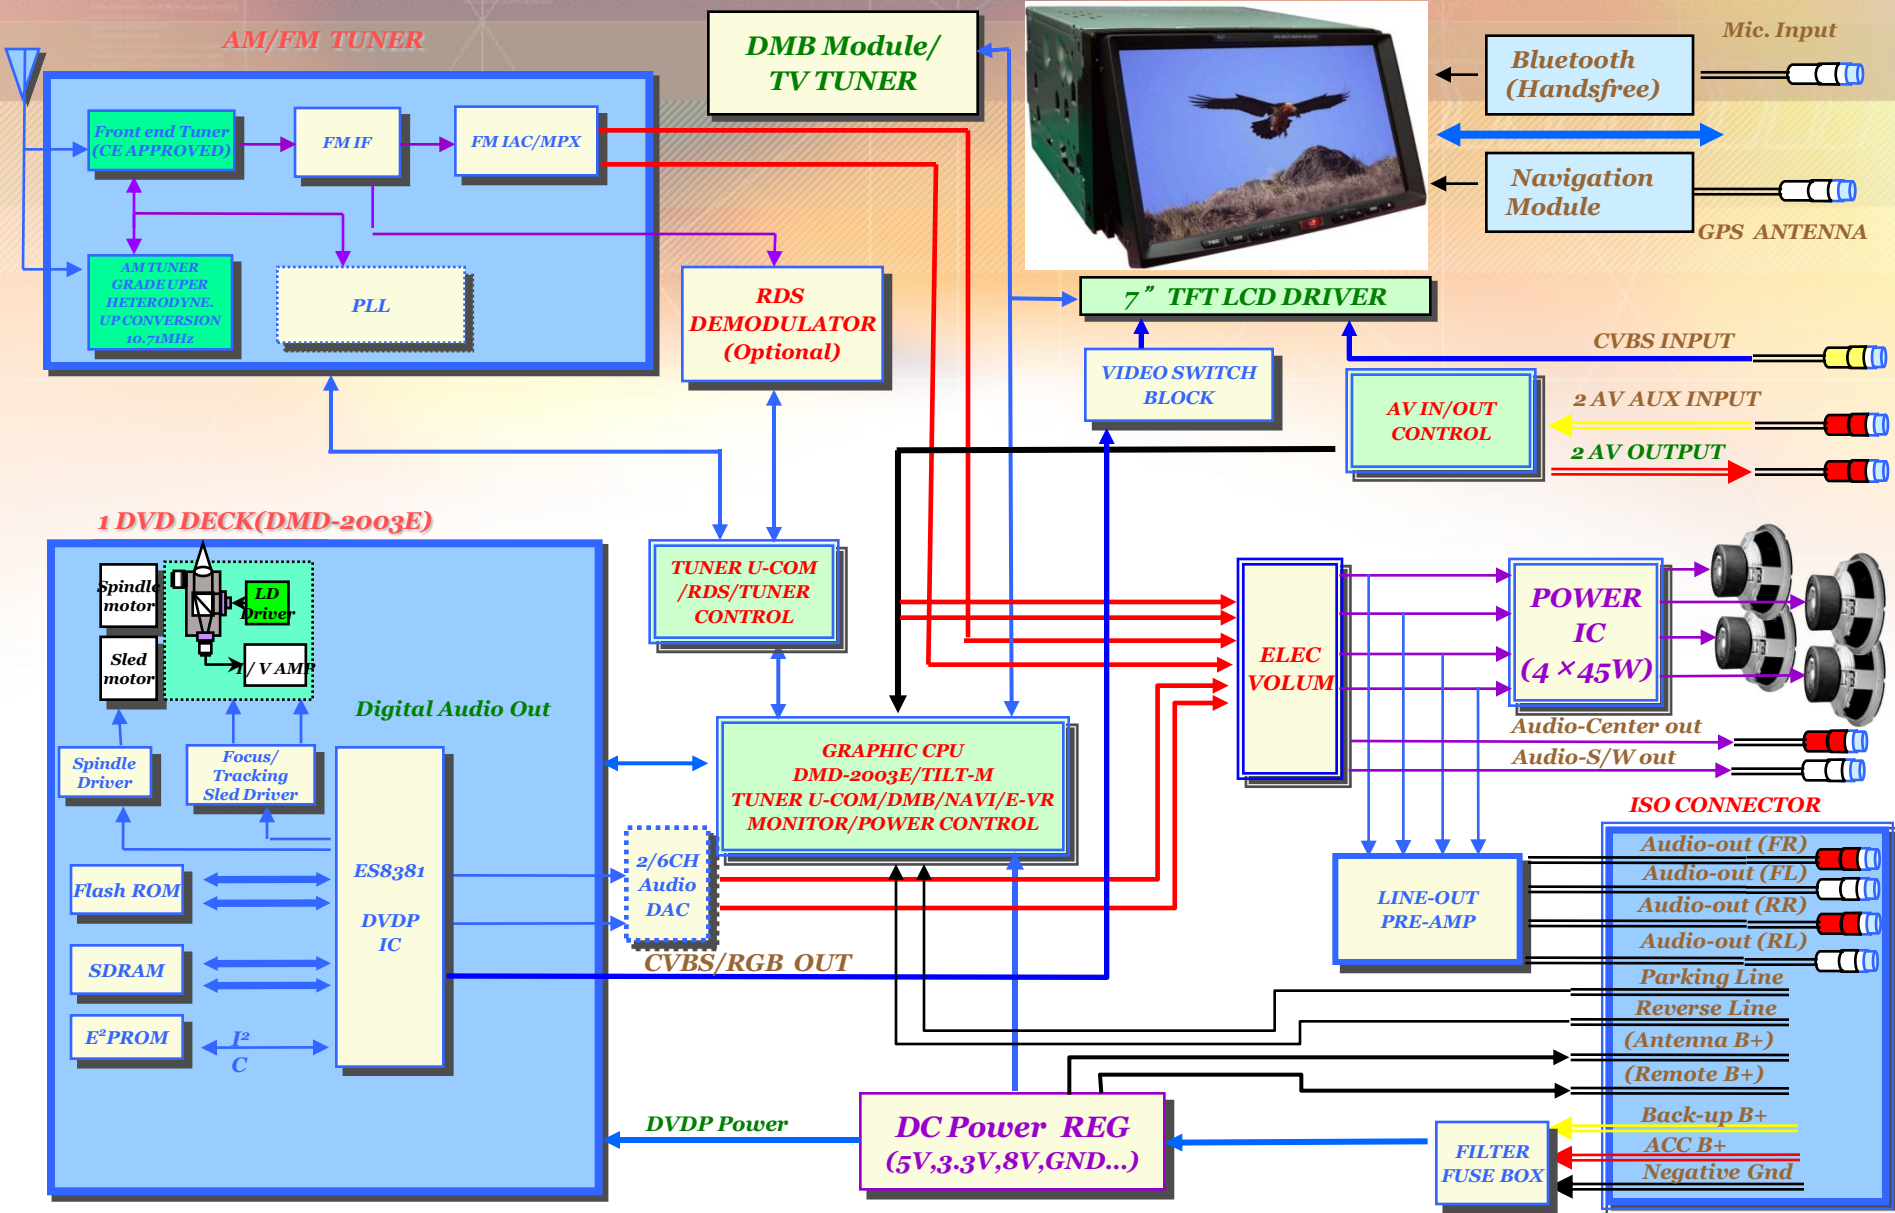 AM/FM TUNER
DMB Module/
TV TUNER
Bluetooth
(Handsfree)
Mic. Input
Navigation
Module
GPS ANTENNA
Front end Tuner
(CE APPROVED)
FM IF
FM IAC/MPX
AM TUNER
GRADEUPER
HETERODYNE.
UP CONVERSION
10.71MHz
PLL
RDS
DEMODULATOR
(Optional)
7” TFT LCD DRIVER
VIDEO SWITCH
BLOCK
AV IN/OUT
CONTROL
CVBS INPUT
2 AV AUX INPUT
2 AV OUTPUT
1 DVD DECK(DMD-2003E)
Spindle
motor
Sled
motor
LD
Driver
I / V AMP
Digital Audio Out
Spindle
Driver
Focus/
Tracking
Sled Driver
Flash ROM
SDRAM
E²PROM
I²
C
ES8381
DVDP
IC
TUNER U-COM
/RDS/TUNER
CONTROL
GRAPHIC CPU
DMD-2003E/TILT-M
TUNER U-COM/DMB/NAVI/E-VR
MONITOR/POWER CONTROL
2/6CH
Audio
DAC
CVBS/RGB OUT
ELEC
VOLUM
POWER
IC
(4×45W)
Audio-Center out
Audio-S/W out
ISO CONNECTOR
LINE-OUT
PRE-AMP
Audio-out (FR)
Audio-out (FL)
Audio-out (RR)
Audio-out (RL)
Parking Line
Reverse Line
(Antenna B+)
(Remote B+)
Back-up B+
ACC B+
Negative Gnd
DVDP Power
DC Power REG
(5V,3.3V,8V,GND...)
FILTER
FUSE BOX